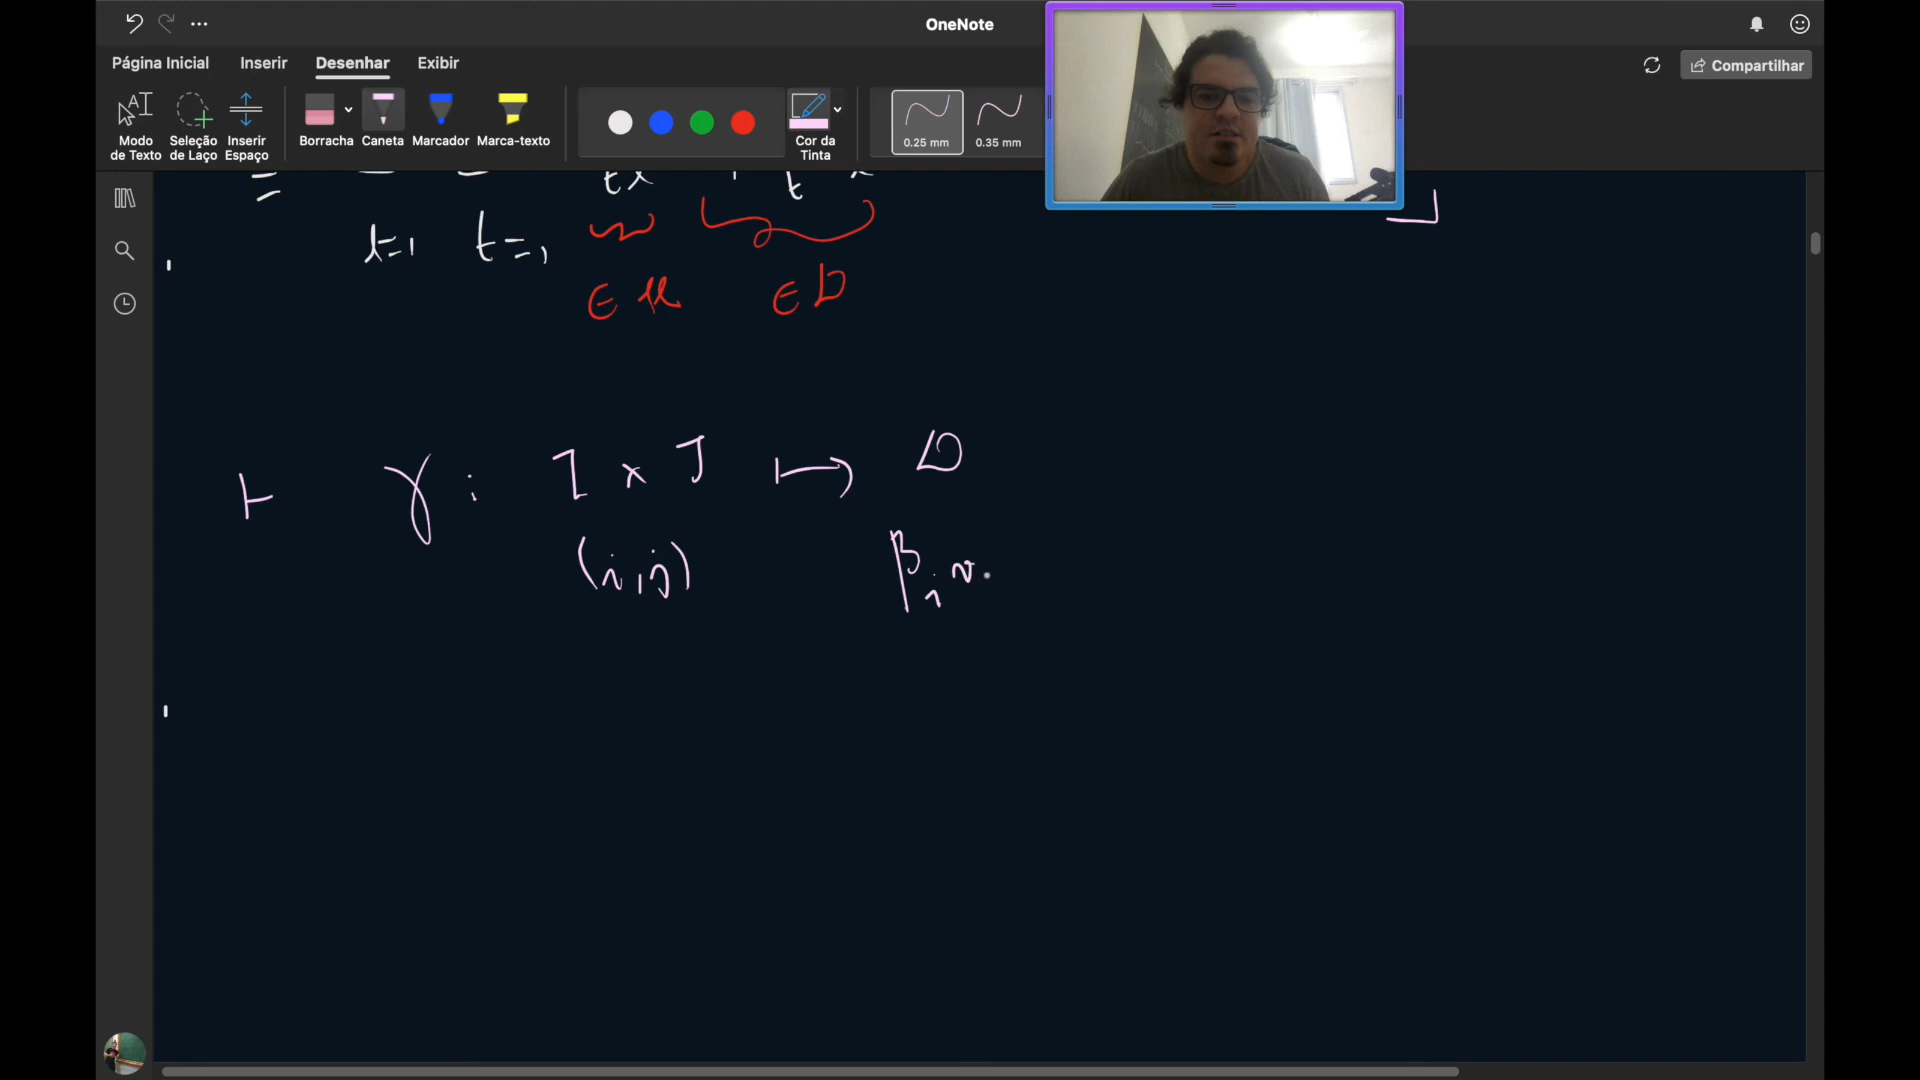 OneNote
Página Inicial Inserir Desenhar Exibir
Compartilhar
Modo de Texto
Seleção de Laço
Inserir Espaço
Borracha
Caneta
Marcador
Marca-texto
Cor da Tinta
0.25 mm
0.35 mm
=
t=1
∈ D
γ : I × J ↦ D
(i, j) β i v